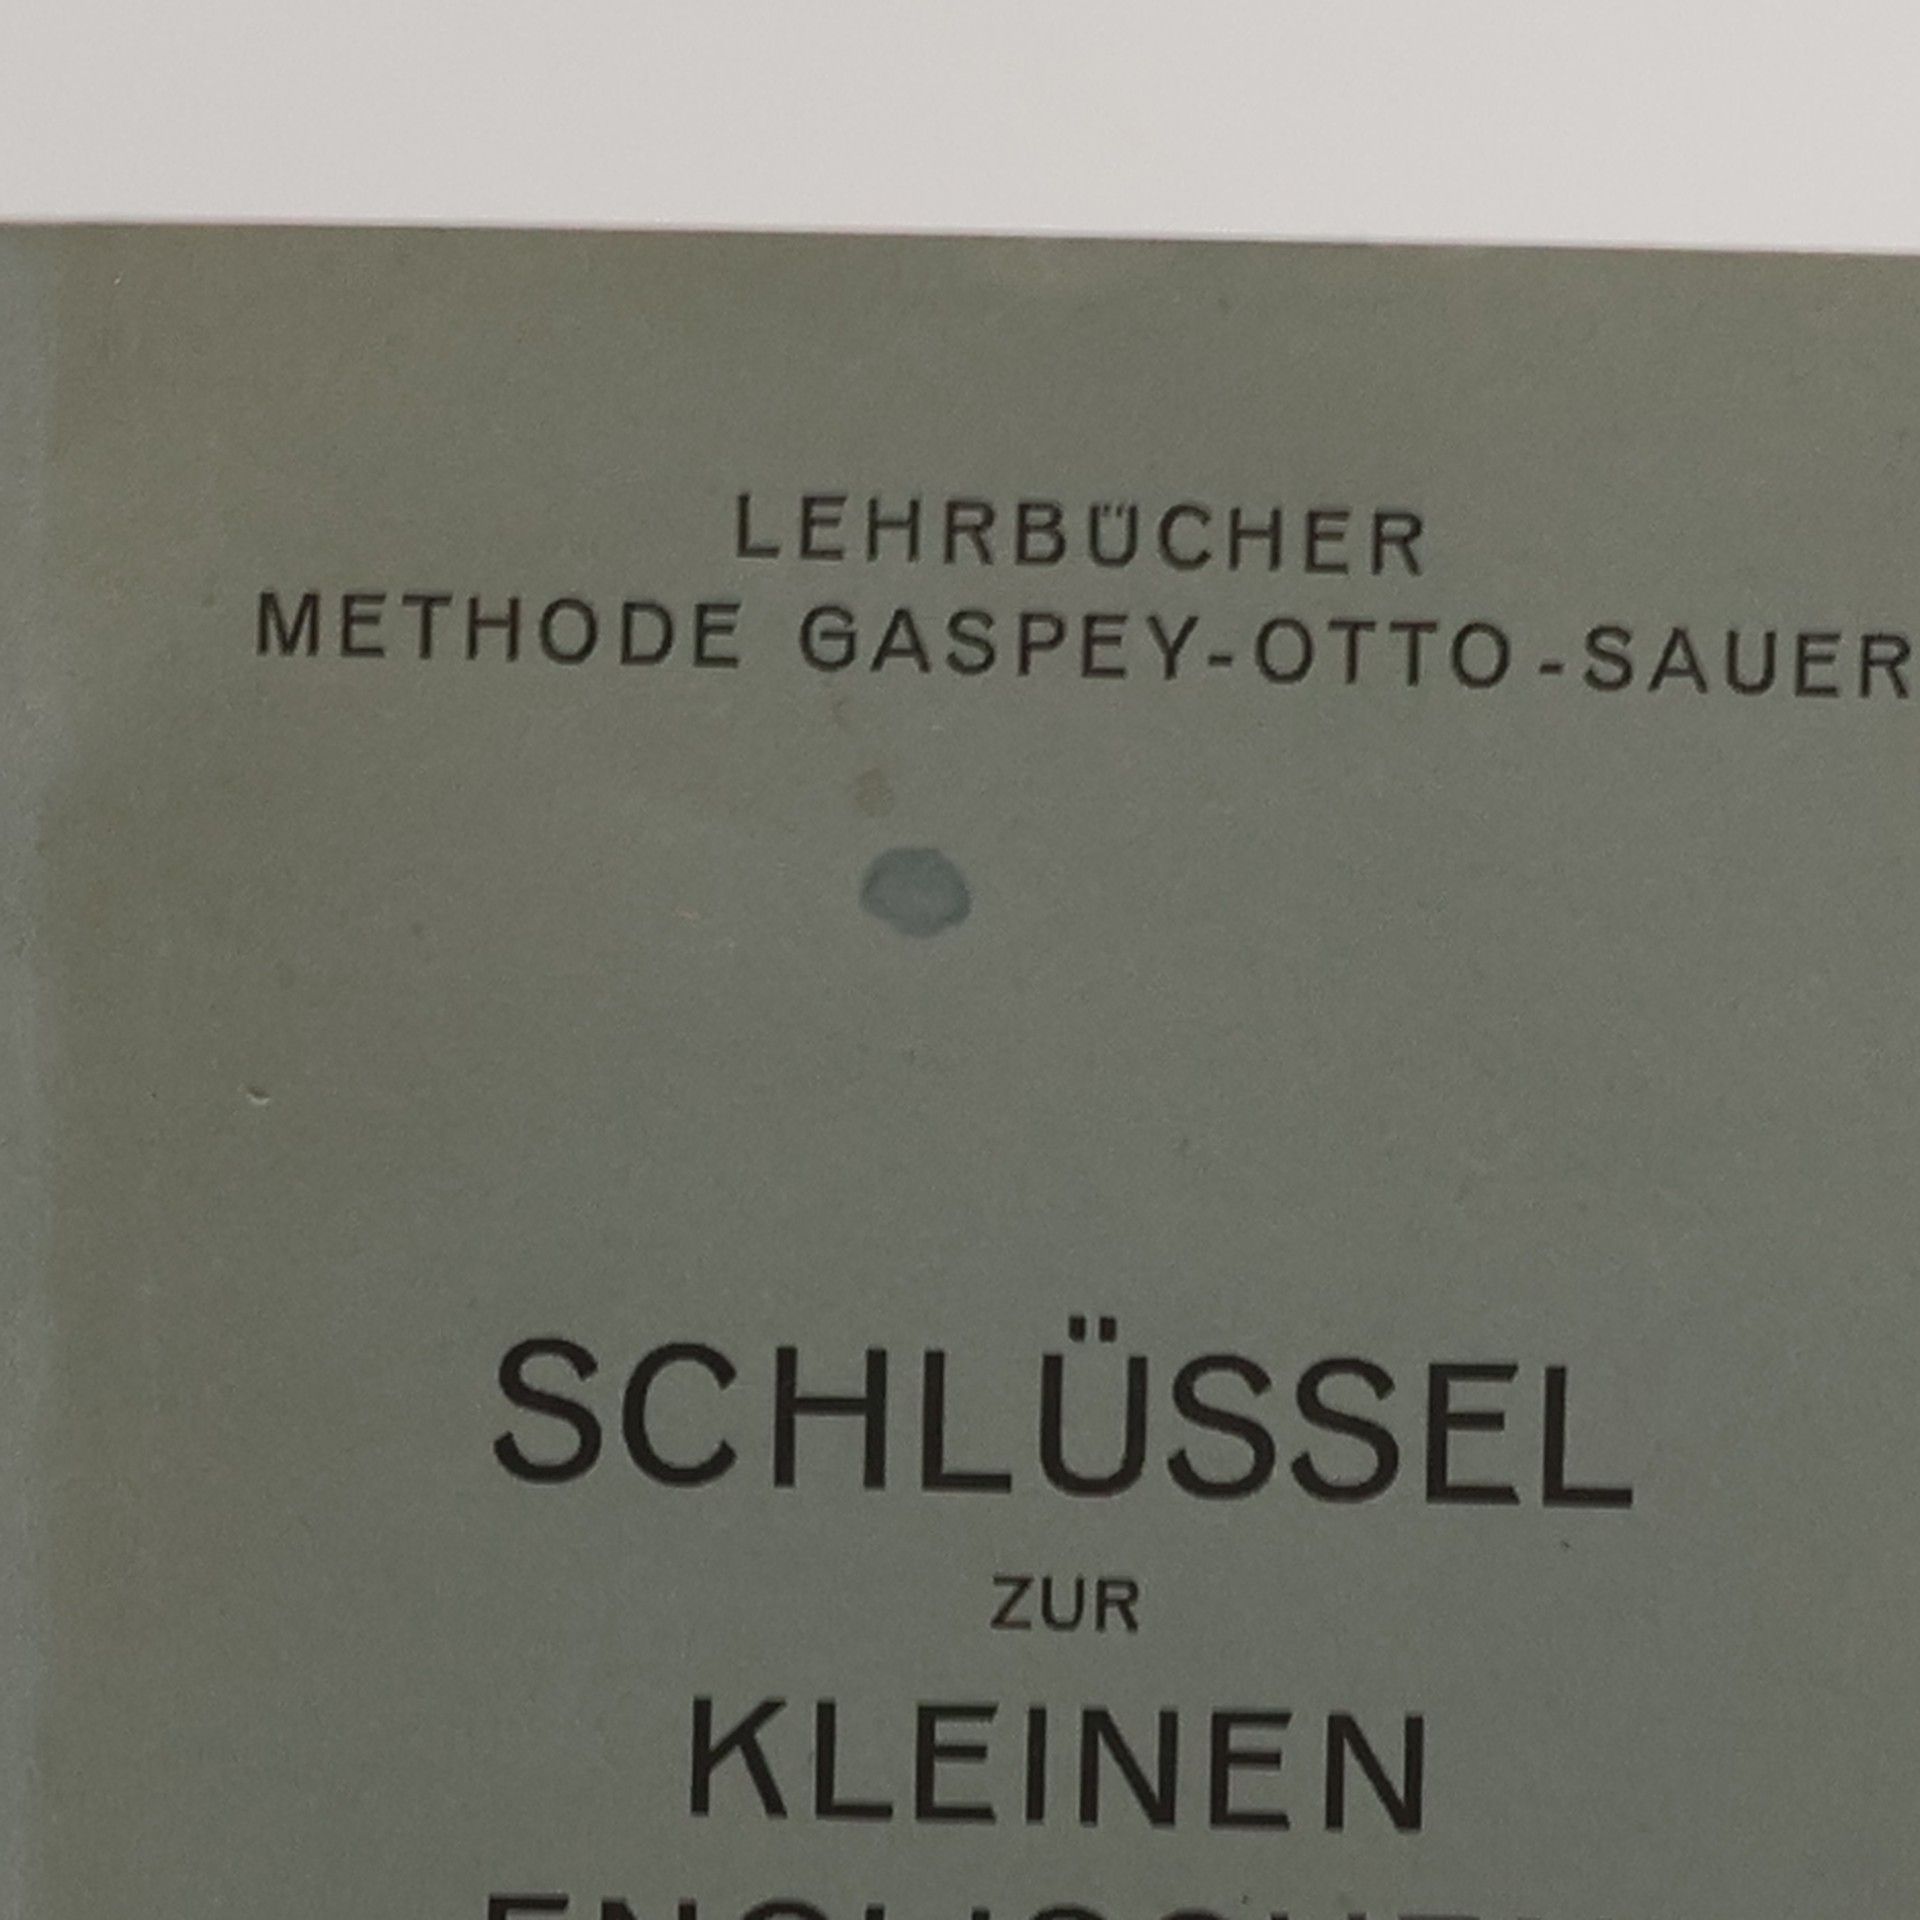 LEHRBÜCHER
METHODE GASPEY-OTTO-SAUER
SCHLÜSSEL
ZUR
KLEINEN